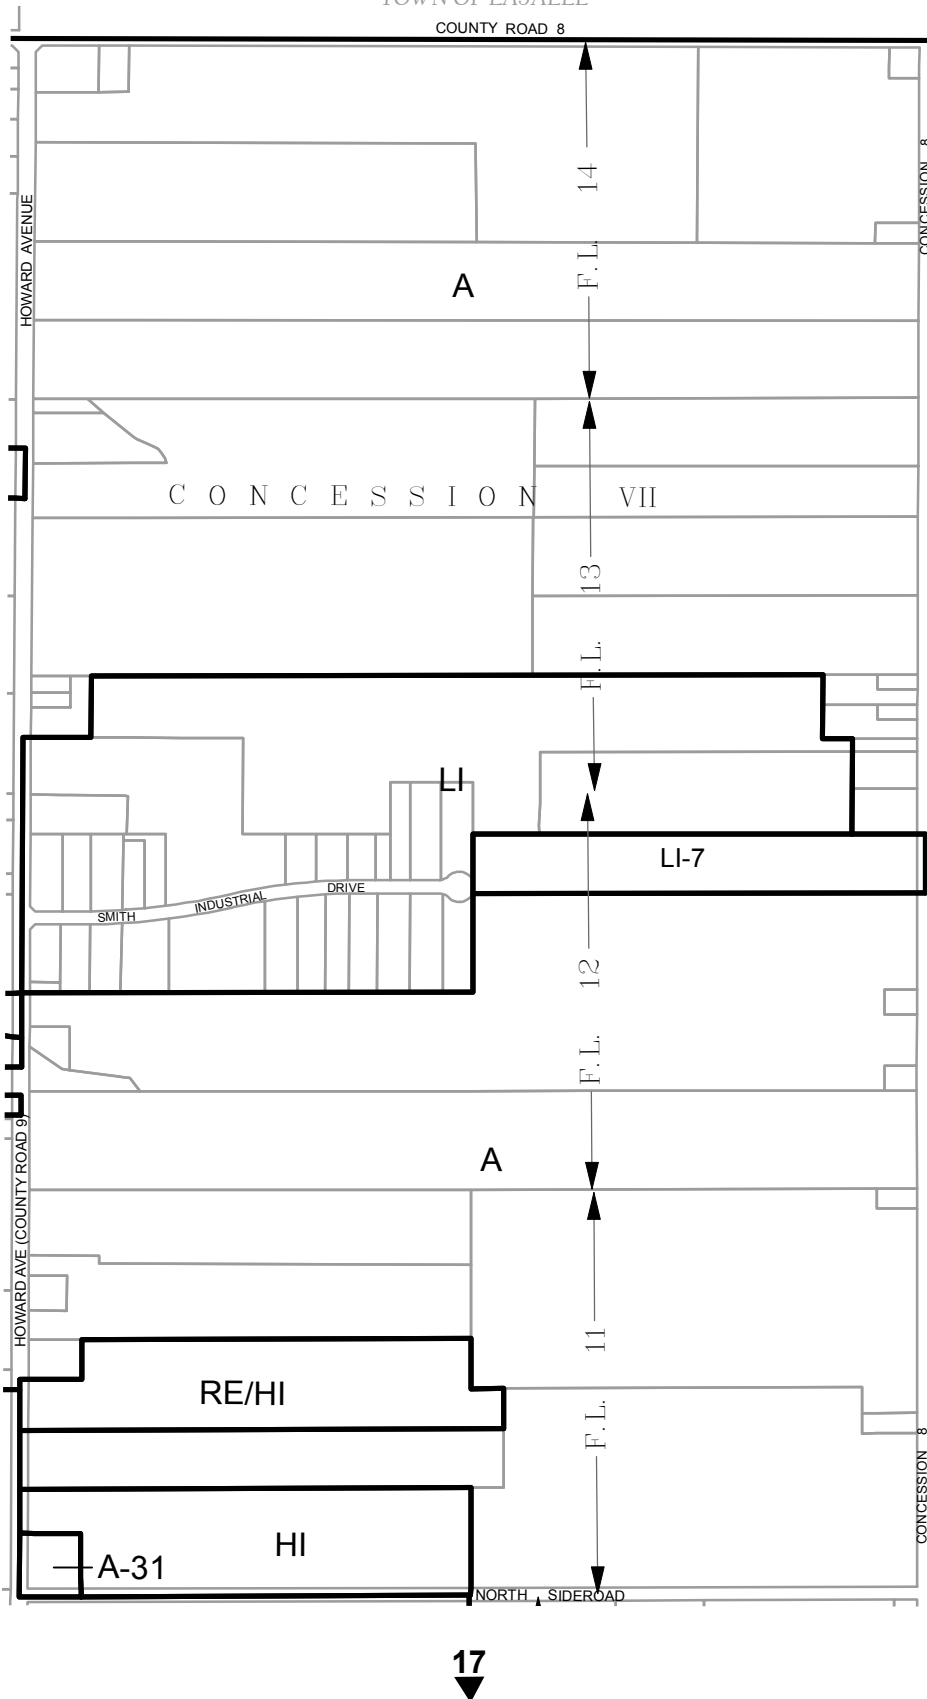 TOWN OF LASALLE
COUNTY ROAD 8
HOWARD AVENUE
CONCESSION 8
14
F.L.
A
CONCESSION VII
13
F.L.
LI
LI-7
SMITH INDUSTRIAL DRIVE
12
F.L.
A
HOWARD AVE (COUNTY ROAD 9)
11
F.L.
RE/HI
CONCESSION 8
HI
A-31
NORTH SIDEROAD
17